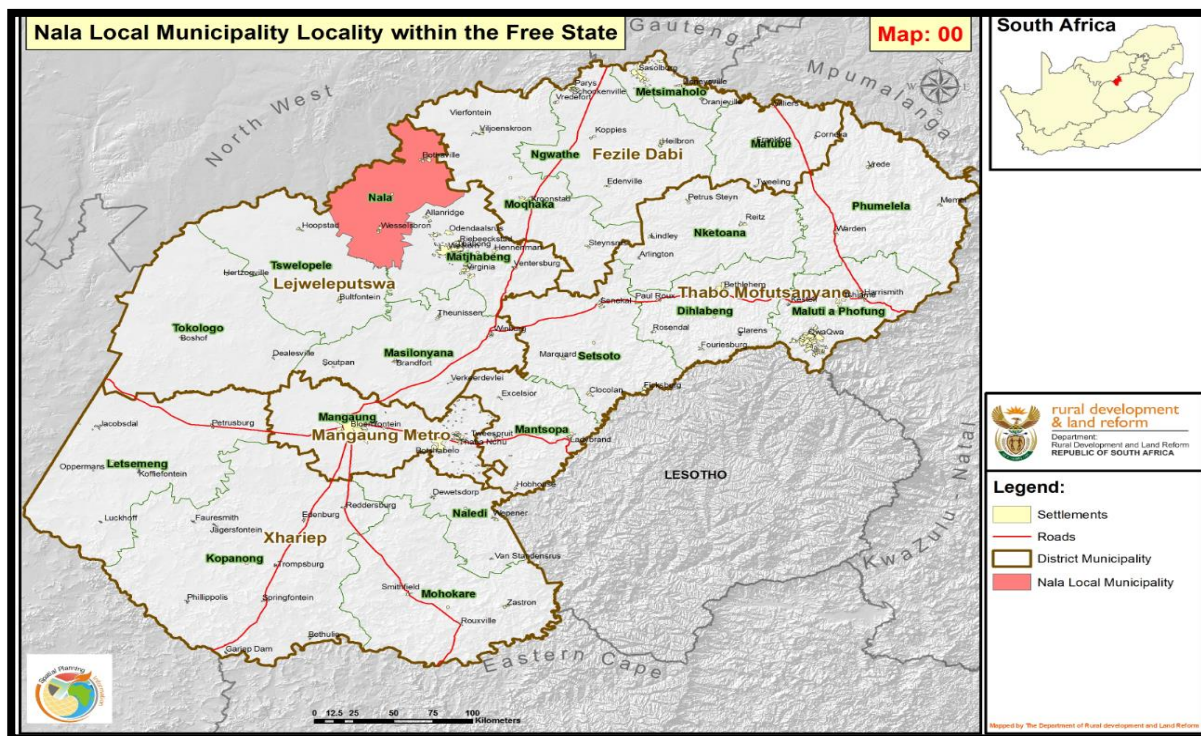 Nala Local Municipality Locality within the Free State
Map: 00
South Africa
Gauteng
Mpumalanga
North West
KwaZulu - Natal
Eastern Cape
LESOTHO
Sasolburg
Parys
Schockenville
Metsimaholo
Vredefort
Oranjeville
Villiers
Vierfontein
Viljoenskroon
Koppies
Heilbron
Frankfort
Cornelia
Mafube
Bothaville
Ngwathe
Fezile Dabi
Vrede
Edenville
Tweeling
Nala
Moqhaka
Kroonstad
Petrus Steyn
Phumelela
Memel
Allanridge
Reitz
Hoopstad
Wesselsbron
Odendaalsrus
Nketoana
Warden
Riebeeckstad
Lindley
Hennenman
Steynsrus
Matjhabeng
Arlington
Tswelopele
Virginia
Ventersburg
Hertzogville
Lejweleputswa
Bethlehem
Thabo Mofutsanyane
Harrismith
Bultfontein
Senekal
Paul Roux
Dihlabeng
Maluti a Phofung
Theunissen
Tokologo
Winburg
Rosendal
Clarens
QwaQwa
Boshof
Fouriesburg
Dealesville
Masilonyana
Marquard
Setsoto
Soutpan
Brandfort
Verkeerdevlei
Excelsior
Clocolan
Ficksburg
Mangaung
Jacobsdal
Petrusburg
Bloemfontein
Mangaung Metro
Tweespruit
Mantsopa
Thaba Nchu
Ladybrand
Botshabelo
Letsemeng
Oppermans
Koffiefontein
Hobhouse
Dewetsdorp
Reddersburg
Naledi
Wepener
Luckhoff
Fauresmith
Edenburg
Jagersfontein
Xhariep
Kopanong
Trompsburg
Van Stadensrus
Smithfield
Mohokare
Phillippolis
Springfontein
Zastron
Rouxville
Bethulie
Gariep Dam
0 12.5 25 50 75 100
Kilometers
Spatial Planning
Information
rural development
& land reform
Department:
Rural Development and Land Reform
REPUBLIC OF SOUTH AFRICA
Legend:
Settlements
Roads
District Municipality
Nala Local Municipality
Mapped by The Department of Rural development and Land Reform